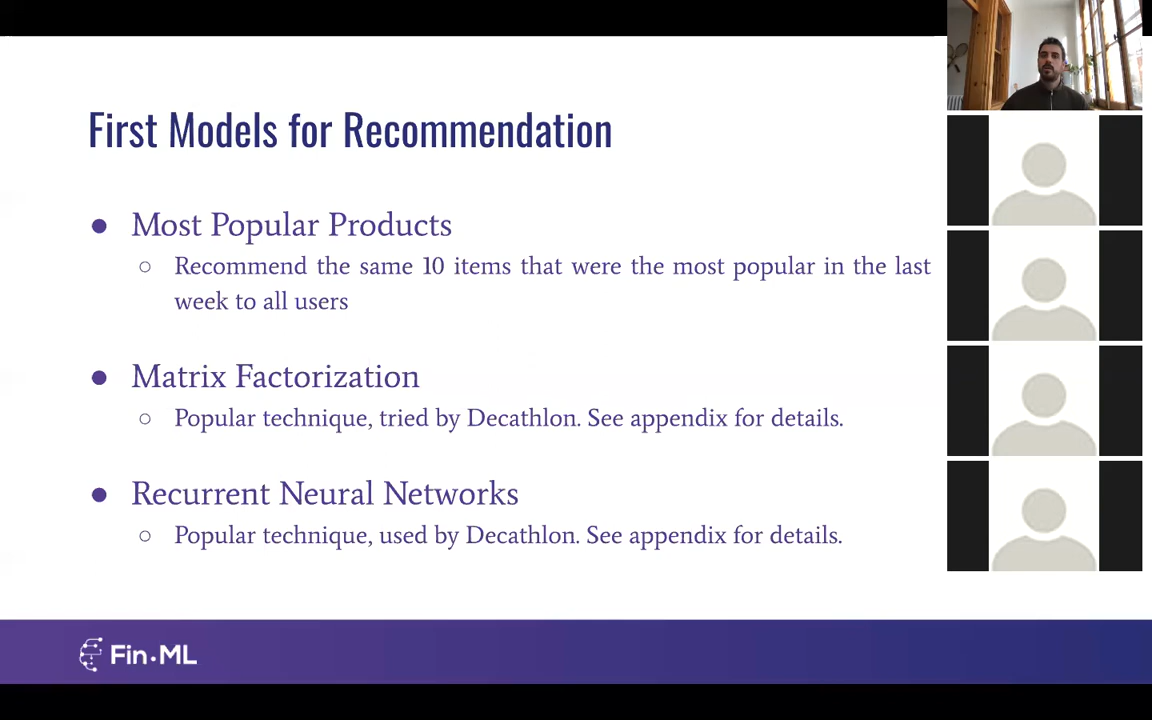 First Models for Recommendation
● Most Popular Products
○ Recommend the same 10 items that were the most popular in the last
week to all users
● Matrix Factorization
○ Popular technique, tried by Decathlon. See appendix for details.
● Recurrent Neural Networks
○ Popular technique, used by Decathlon. See appendix for details.
Fin·ML